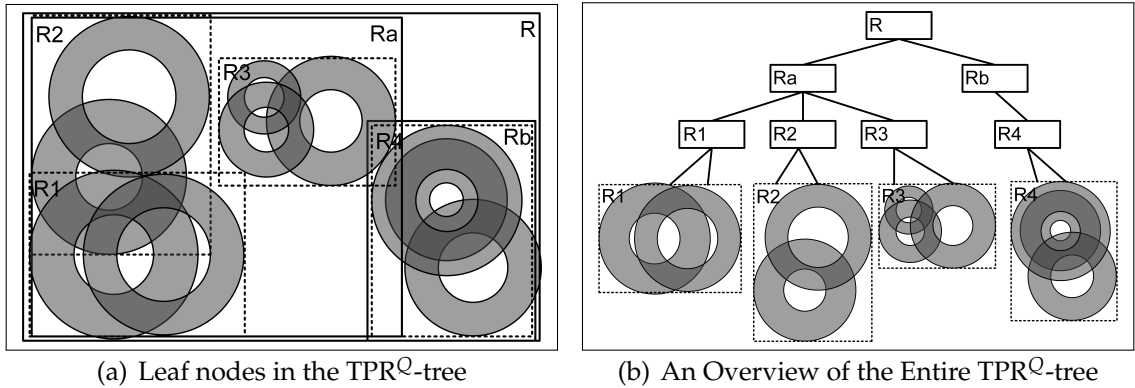 R2
Ra
R
R3
R4
Rb
R1
R
Ra
Rb
R1
R2
R3
R4
R1
R2
R3
R4
(a) Leaf nodes in the TPR^Q-tree
(b) An Overview of the Entire TPR^Q-tree